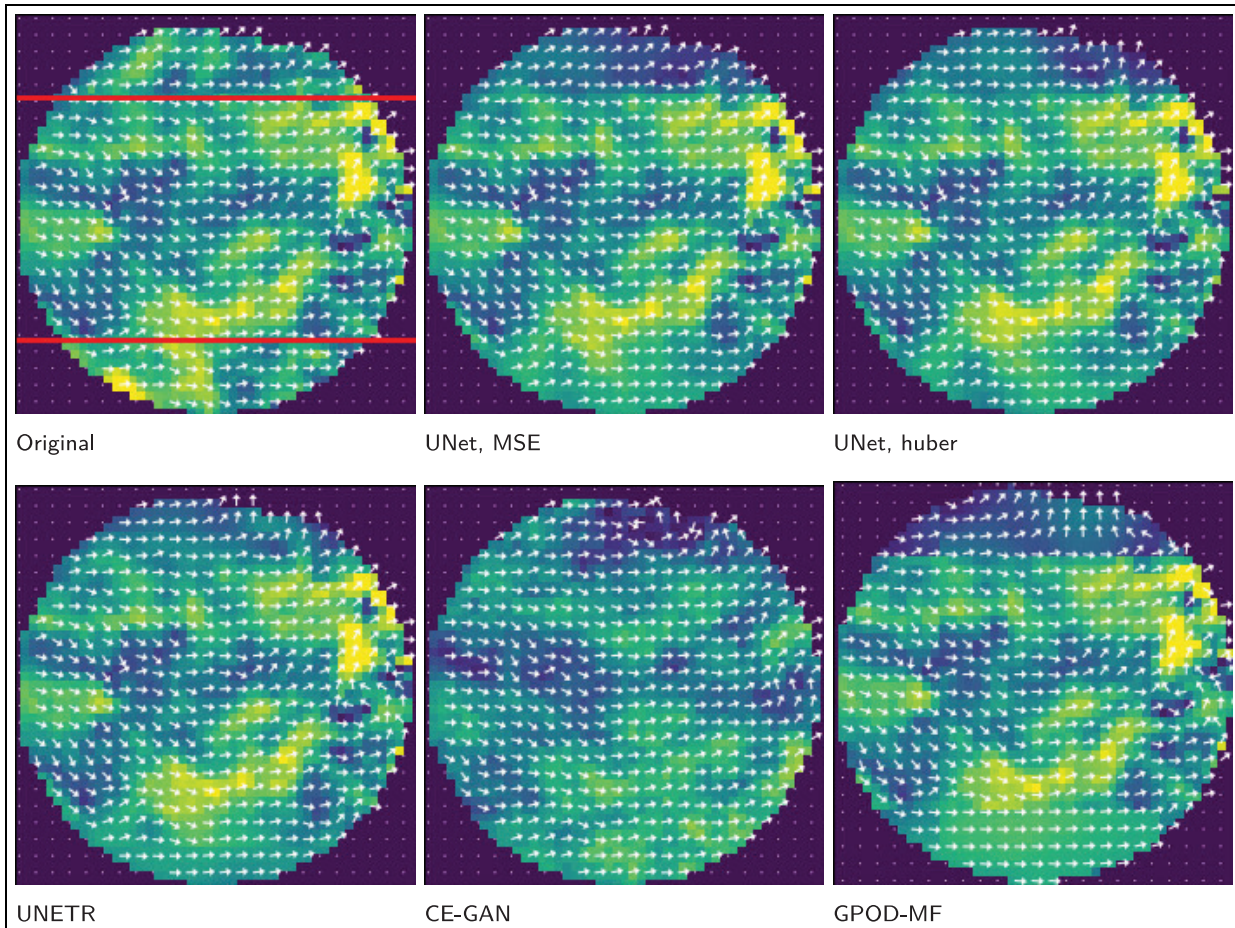 Original
UNet, MSE
UNet, huber
UNETR
CE-GAN
GPOD-MF